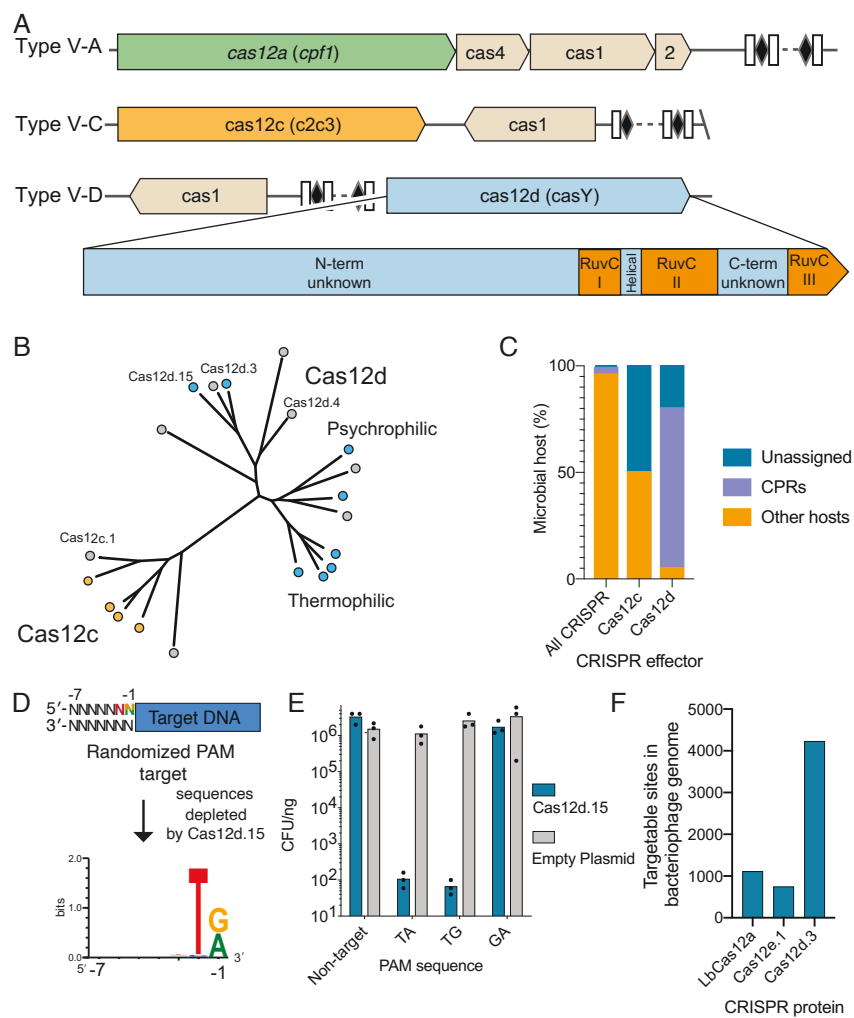 A
Type V-A
cas12a (cpf1)
cas4
cas1
2
Type V-C
cas12c (c2c3)
cas1
Type V-D
cas1
cas12d (casY)
N-term
unknown
RuvC
I
Helical
RuvC
II
C-term
unknown
RuvC
III
B
Cas12d.15
Cas12d.3
Cas12d
Cas12d.4
Psychrophilic
Cas12c.1
Thermophilic
Cas12c
C
100
50
0
Microbial host (%)
All CRISPR
Cas12c
Cas12d
CRISPR effector
Unassigned
CPRs
Other hosts
D
-7
-1
5′-NNNNNNN
3′-NNNNNNN
Target DNA
Randomized PAM
target
sequences
depleted
by Cas12d.15
2.0
1.0
0.0
bits
T
G
A
5′
-7
-1
3′
E
10⁶
10⁵
10⁴
10³
10²
10¹
CFU/ng
Non-target
TA
TG
GA
PAM sequence
Cas12d.15
Empty Plasmid
F
5000
4000
3000
2000
1000
0
Targetable sites in
bacteriophage genome
LbCas12a
Cas12e.1
Cas12d.3
CRISPR protein